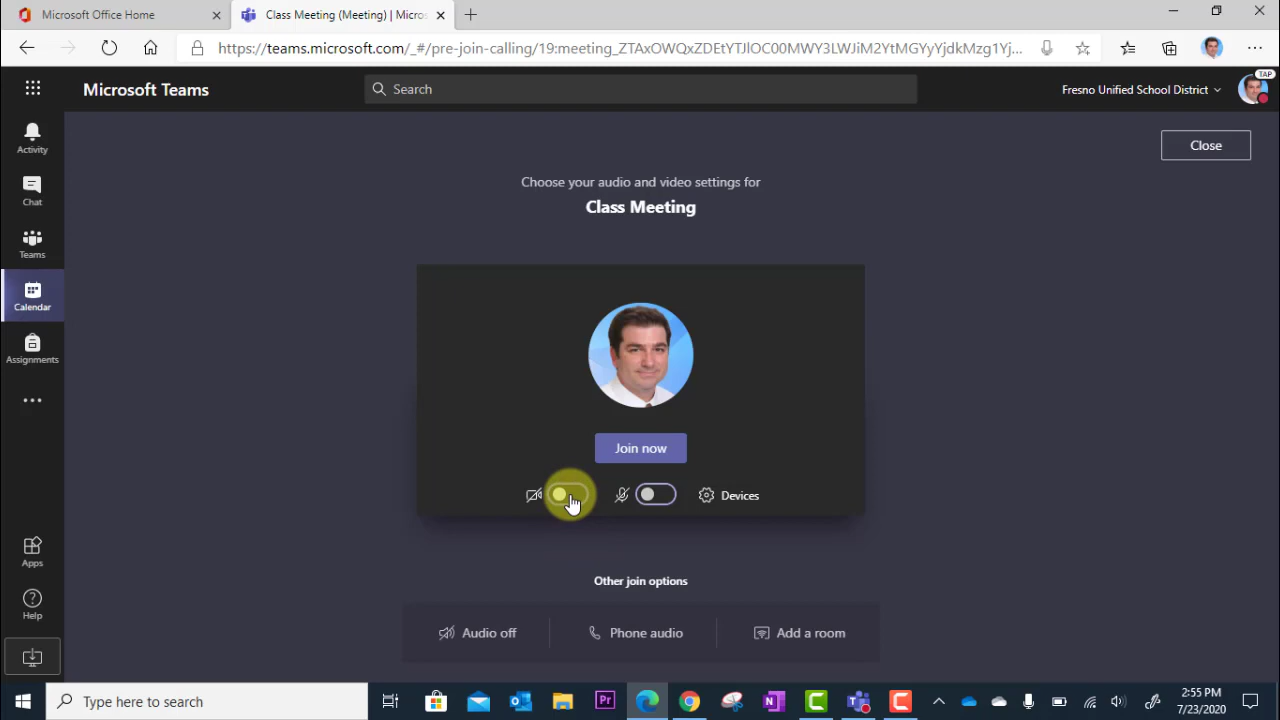 Microsoft Office Home
Class Meeting (Meeting) | Micros
https://teams.microsoft.com/_#/pre-join-calling/19:meeting_ZTAxOWQxZDEtYTJlOC00MWY3LWJiM2YtMGYyYjdkMzg1Yj...
Microsoft Teams
Search
Fresno Unified School District
TAP
Activity
Chat
Teams
Calendar
Assignments
Apps
Help
Close
Choose your audio and video settings for
Class Meeting
Join now
Devices
Other join options
Audio off
Phone audio
Add a room
Type here to search
Pr
N
2:55 PM
7/23/2020